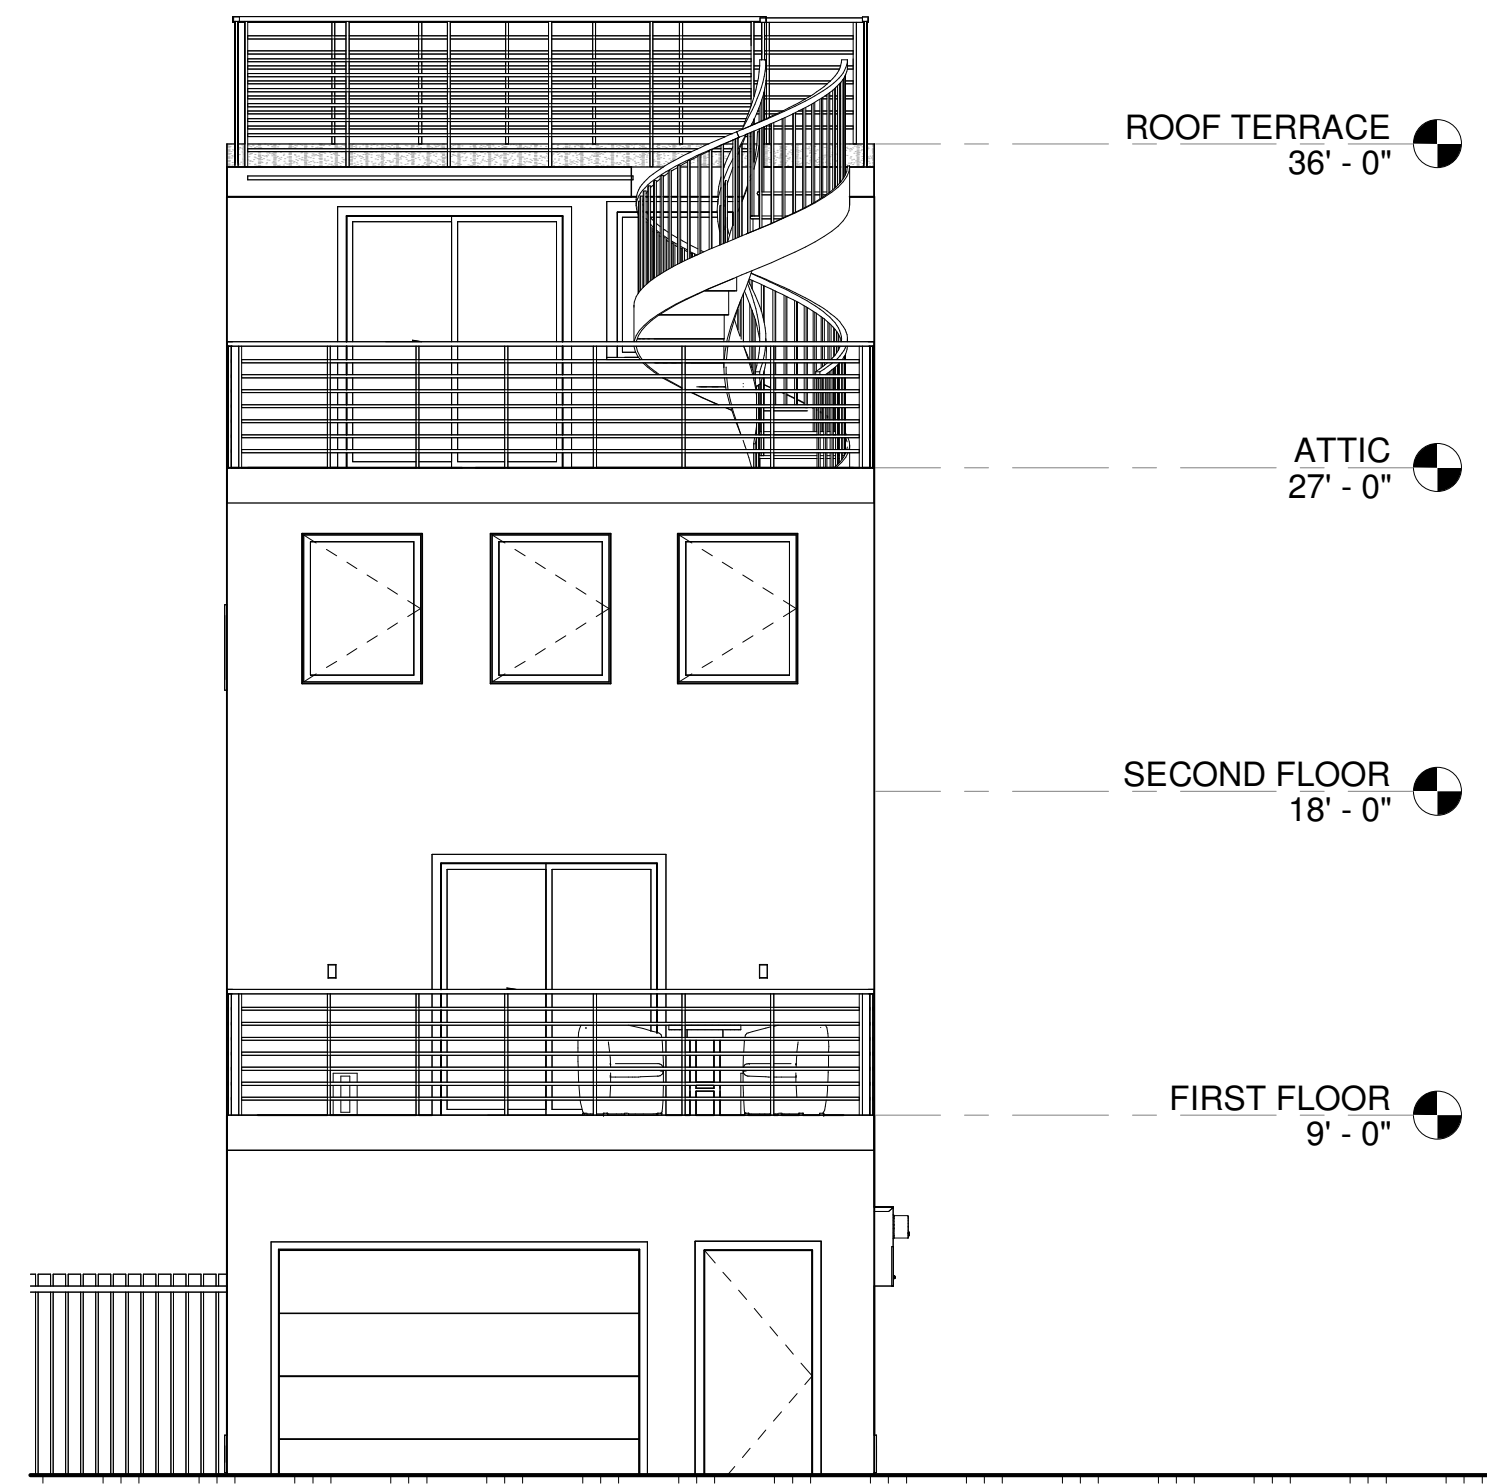 ROOF TERRACE
36' - 0"
ATTIC
27' - 0"
SECOND FLOOR
18' - 0"
FIRST FLOOR
9' - 0"